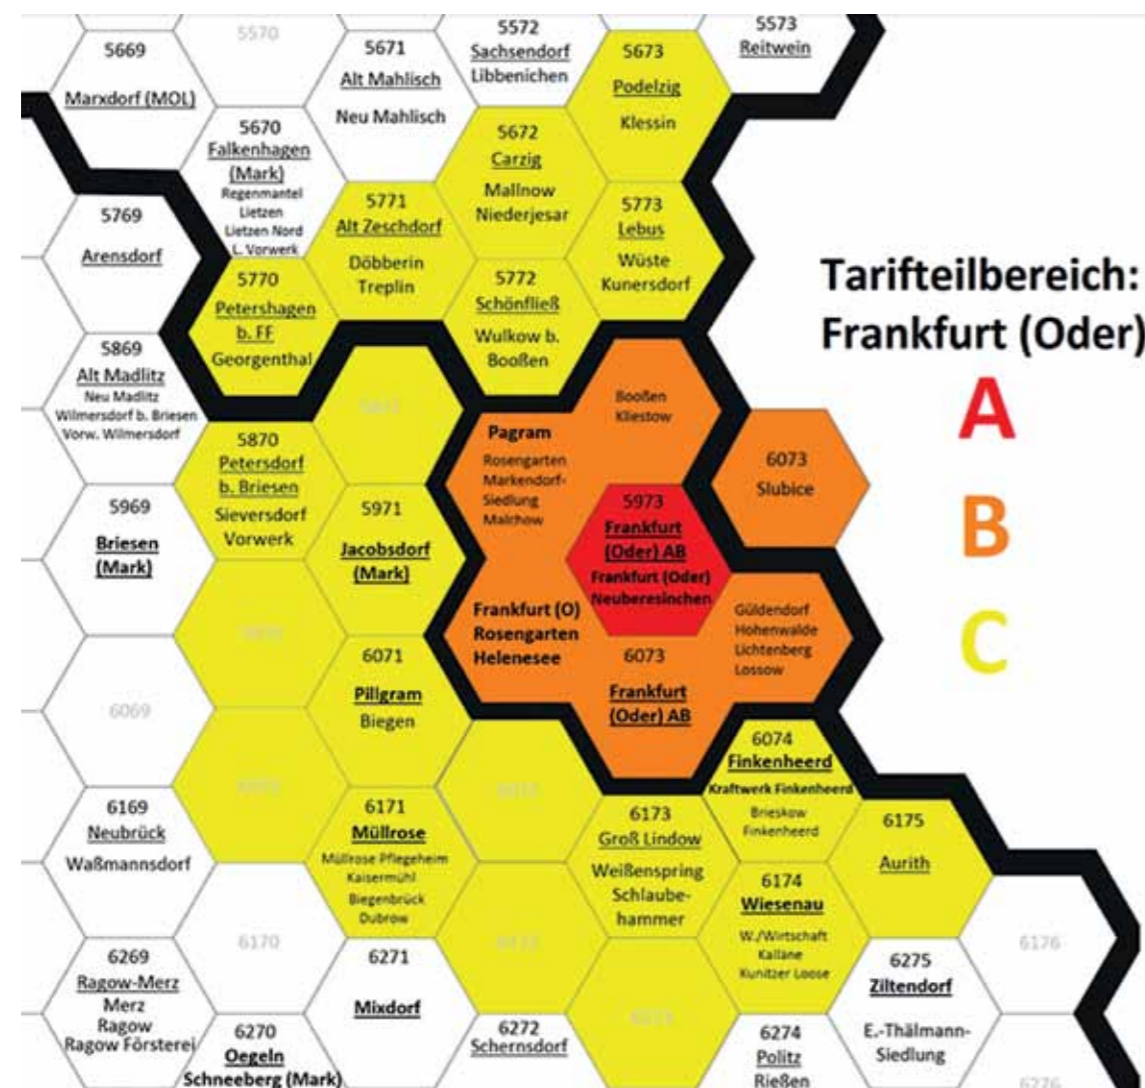 5669
Marxdorf (MOL)
5570
5671
Alt Mahlisch
Neu Mahlisch
5572
Sachsendorf
Libbenichen
5673
Podelzig
Klessin
5573
Reitwein
5670
Falkenhagen
(Mark)
Regenmantel
Lietzen
Lietzen Nord
L. Vorwerk
5672
Carzig
Mallnow
Niederjesar
5769
Arensdorf
5771
Alt Zeschdorf
Döbberin
Treplin
5773
Lebus
Wüste
Kunersdorf
5770
Petershagen
b. FF
Georgenthal
5772
Schönfließ
Wulkow b.
Booßen
Tarifteilbereich:
Frankfurt (Oder)
A
B
C
5869
Alt Madlitz
Neu Madlitz
Wilmersdorf b. Briesen
Vorw. Wilmersdorf
Booßen
Kliestow
5870
Petersdorf
b. Briesen
Sieversdorf
Vorwerk
Pagram
Rosengarten
Markendorf-
Siedlung
Malchow
6073
Slubice
5969
Briesen
(Mark)
5971
Jacobsdorf
(Mark)
5973
Frankfurt
(Oder) AB
Frankfurt (Oder)
Neuberesinchen
Frankfurt (O)
Rosengarten
Helenesee
Güldendorf
Hohenwalde
Lichtenberg
Lossow
6069
6071
Pillgram
Biegen
6073
Frankfurt
(Oder) AB
6074
Finkenheerd
Kraftwerk Finkenheerd
Brieskow
Finkenheerd
6169
Neubrück
Waßmannsdorf
6171
Müllrose
Müllrose Pflegeheim
Kaisermühl
Biegenbrück
Dubrow
6173
Groß Lindow
Weißenspring
Schlaube-
hammer
6175
Aurith
6174
Wiesenau
W./Wirtschaft
Kallane
Kunitzer Loose
6170
6176
6269
Ragow-Merz
Merz
Ragow
Ragow Försterei
6271
Mixdorf
6275
Ziltendorf
E.-Thälmann-
Siedlung
6270
Oegeln
Schneeberg (Mark)
6272
Schernsdorf
6274
Politz
Rießen
6276